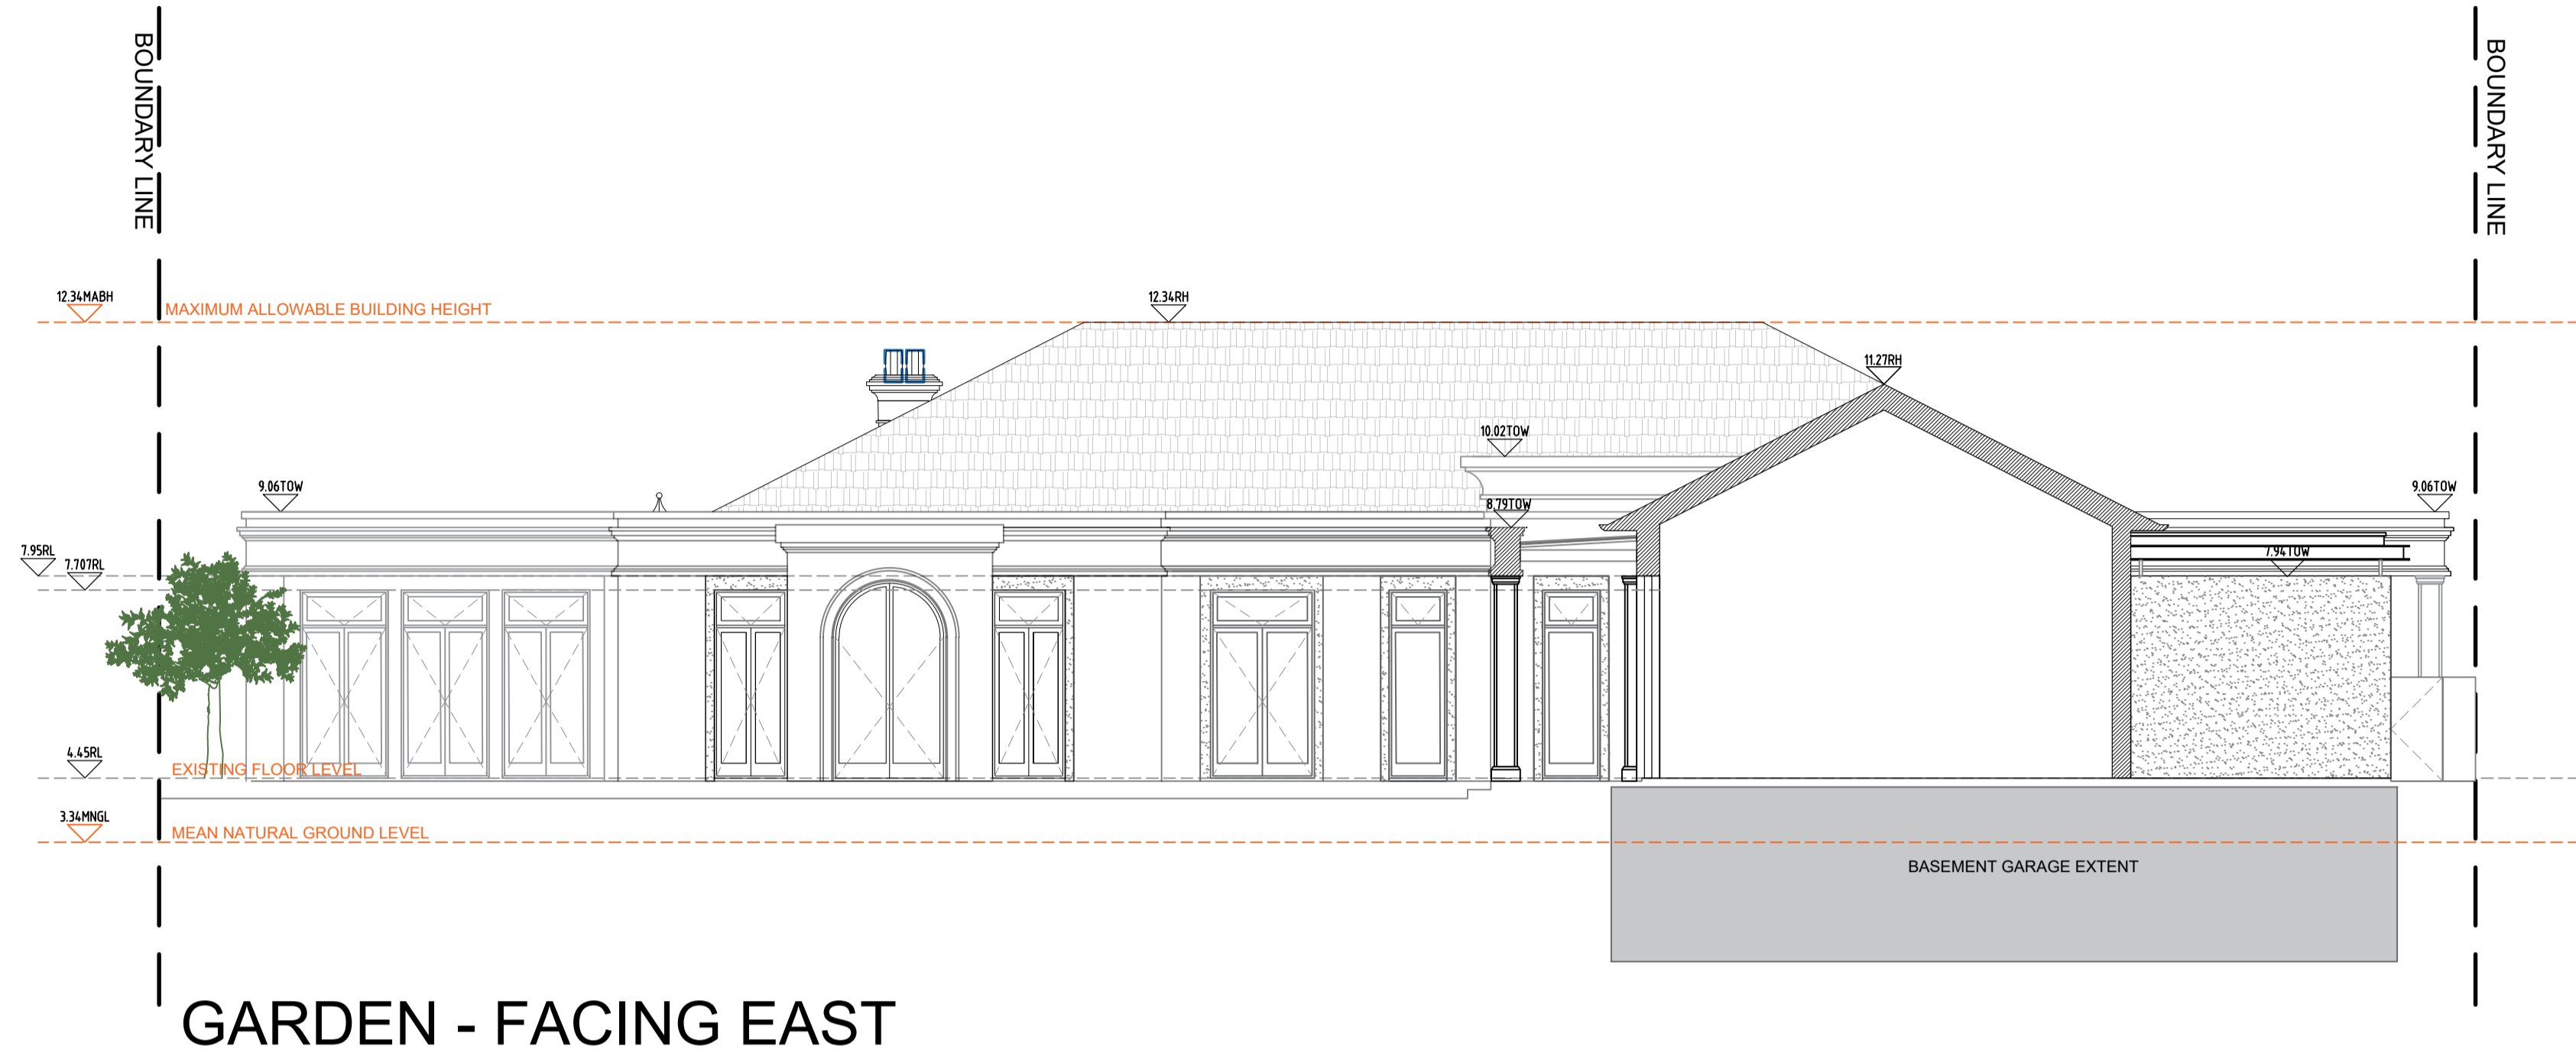 BOUNDARY LINE
BOUNDARY LINE
12.34MABH
MAXIMUM ALLOWABLE BUILDING HEIGHT
12.34RH
11.27RH
10.02TOW
9.06TOW
8.79TOW
9.06TOW
7.95RL
7.707RL
7.94TOW
4.45RL
EXISTING FLOOR LEVEL
3.34MNGL
MEAN NATURAL GROUND LEVEL
BASEMENT GARAGE EXTENT
GARDEN - FACING EAST